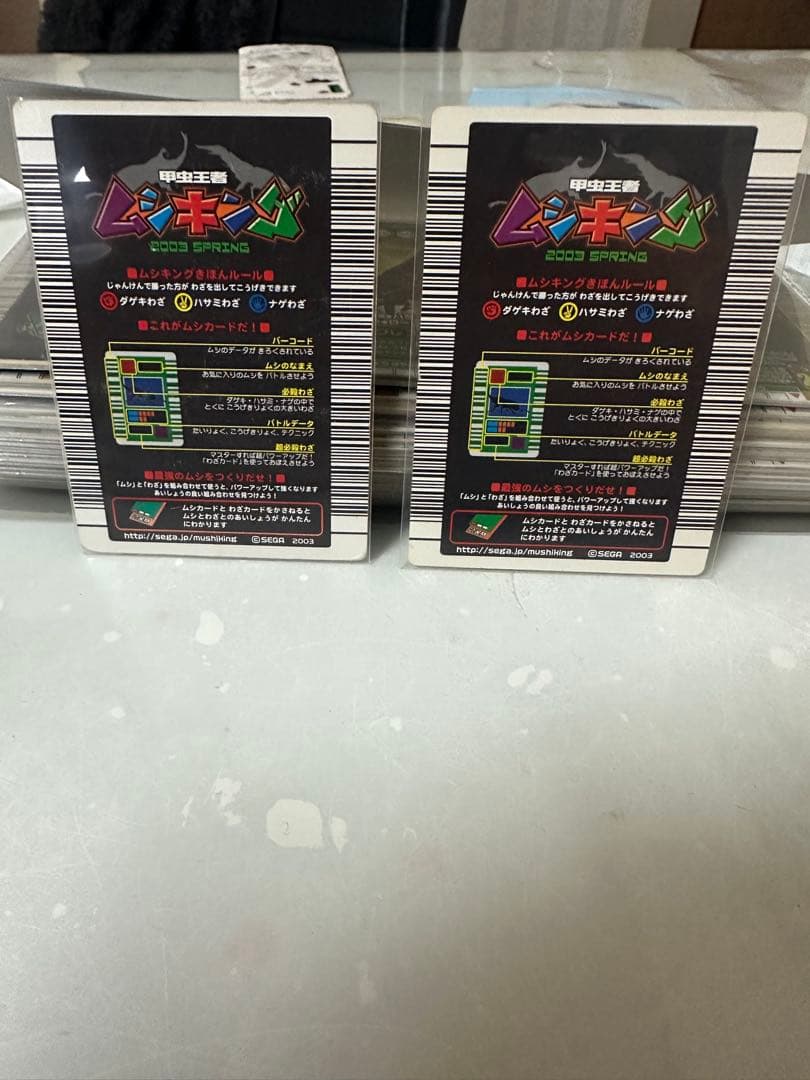 甲虫王者
ムシキング
2003 SPRING
■ムシキングきほんルール■
じゃんけんで勝った方が わざを出してこうげきできます
ダゲキわざ ハサミわざ ナゲわざ
■これがムシカードだ!■
バーコード
ムシのデータが きろくされている
ムシのなまえ
お気に入りのムシを バトルさせよう
必殺わざ
ダゲキ・ハサミ・ナゲの中で
とくに こうげきりょくの大きいわざ
バトルデータ
たいりょく、こうげきりょく、テクニック
超必殺わざ
マスターすれば超パワーアップだ!
「わざカード」を使っておぼえさせよう
■最強のムシをつくりだせ!■
「ムシ」と「わざ」を組み合わせて使うと、パワーアップして強くなります
あいしょうの良い組み合わせを見つけよう!
ムシカードと わざカードをかさねると
ムシとわざとのあいしょうが かんたん
にわかります
http://sega.jp/mushiking ©SEGA 2003
甲虫王者
ムシキング
2003 SPRING
■ムシキングきほんルール■
じゃんけんで勝った方が わざを出してこうげきできます
ダゲキわざ ハサミわざ ナゲわざ
■これがムシカードだ!■
バーコード
ムシのデータが きろくされている
ムシのなまえ
お気に入りのムシを バトルさせよう
必殺わざ
ダゲキ・ハサミ・ナゲの中で
とくに こうげきりょくの大きいわざ
バトルデータ
たいりょく、こうげきりょく、テクニック
超必殺わざ
マスターすれば超パワーアップだ!
「わざカード」を使っておぼえさせよう
■最強のムシをつくりだせ!■
「ムシ」と「わざ」を組み合わせて使うと、パワーアップして強くなります
あいしょうの良い組み合わせを見つけよう!
ムシカードと わざカードをかさねると
ムシとわざとのあいしょうが かんたん
にわかります
http://sega.jp/mushiking ©SEGA 2003